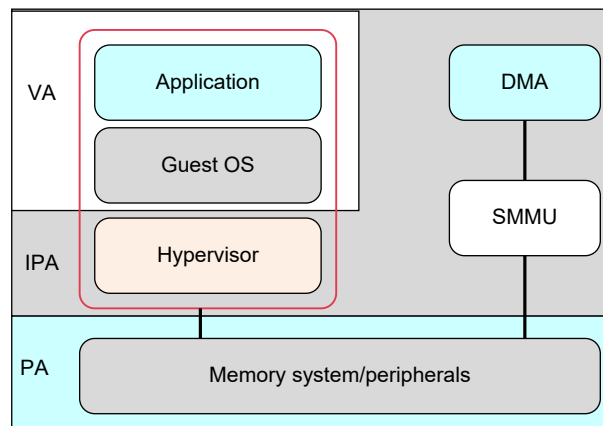 VA
Application
DMA
Guest OS
SMMU
IPA
Hypervisor
PA
Memory system/peripherals